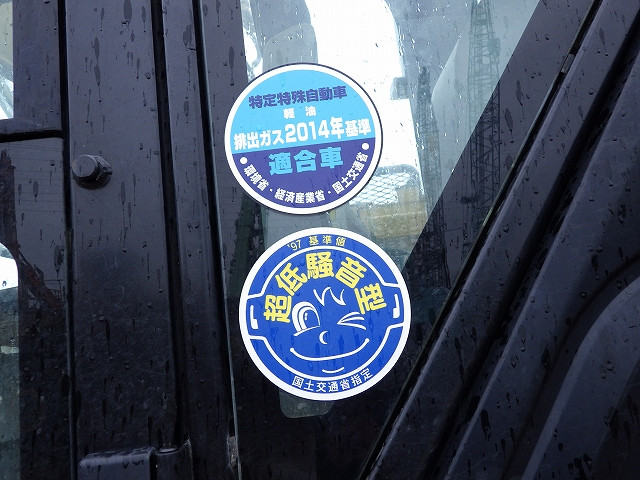 特定特殊自動車
軽油
排出ガス2014年基準
適合車
・環境省・経済産業省・国土交通省・
'97 基準値
超低騒音型
国土交通省指定